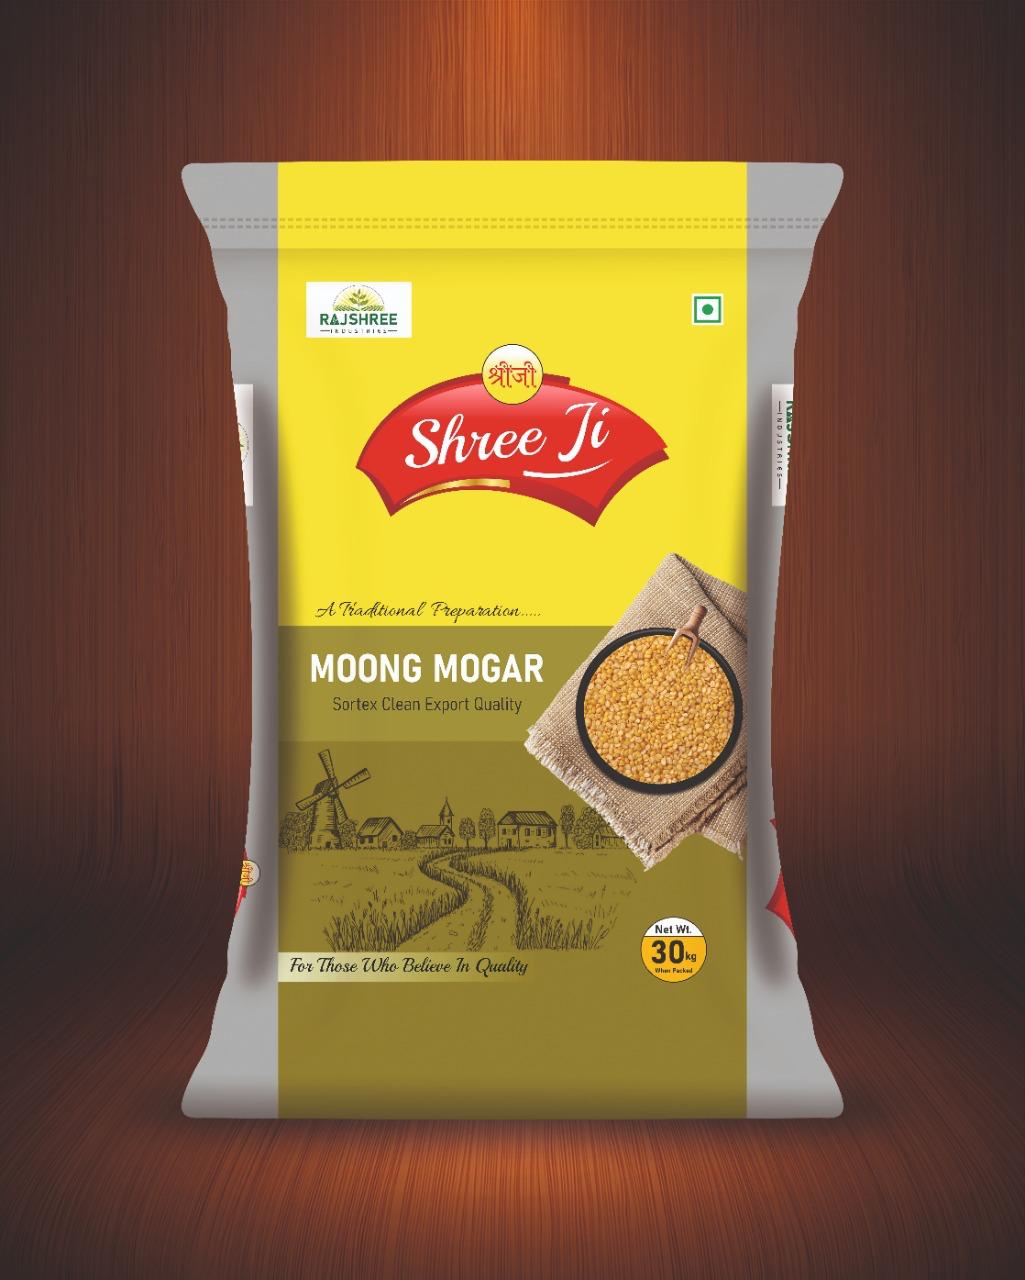 RAJSHREE
INDUSTRIES
श्रीजी
Shree Ji
A Traditional Preparation.....
MOONG MOGAR
Sortex Clean Export Quality
For Those Who Believe In Quality
Net Wt.
30kg
When Packed
INDUSTRIES